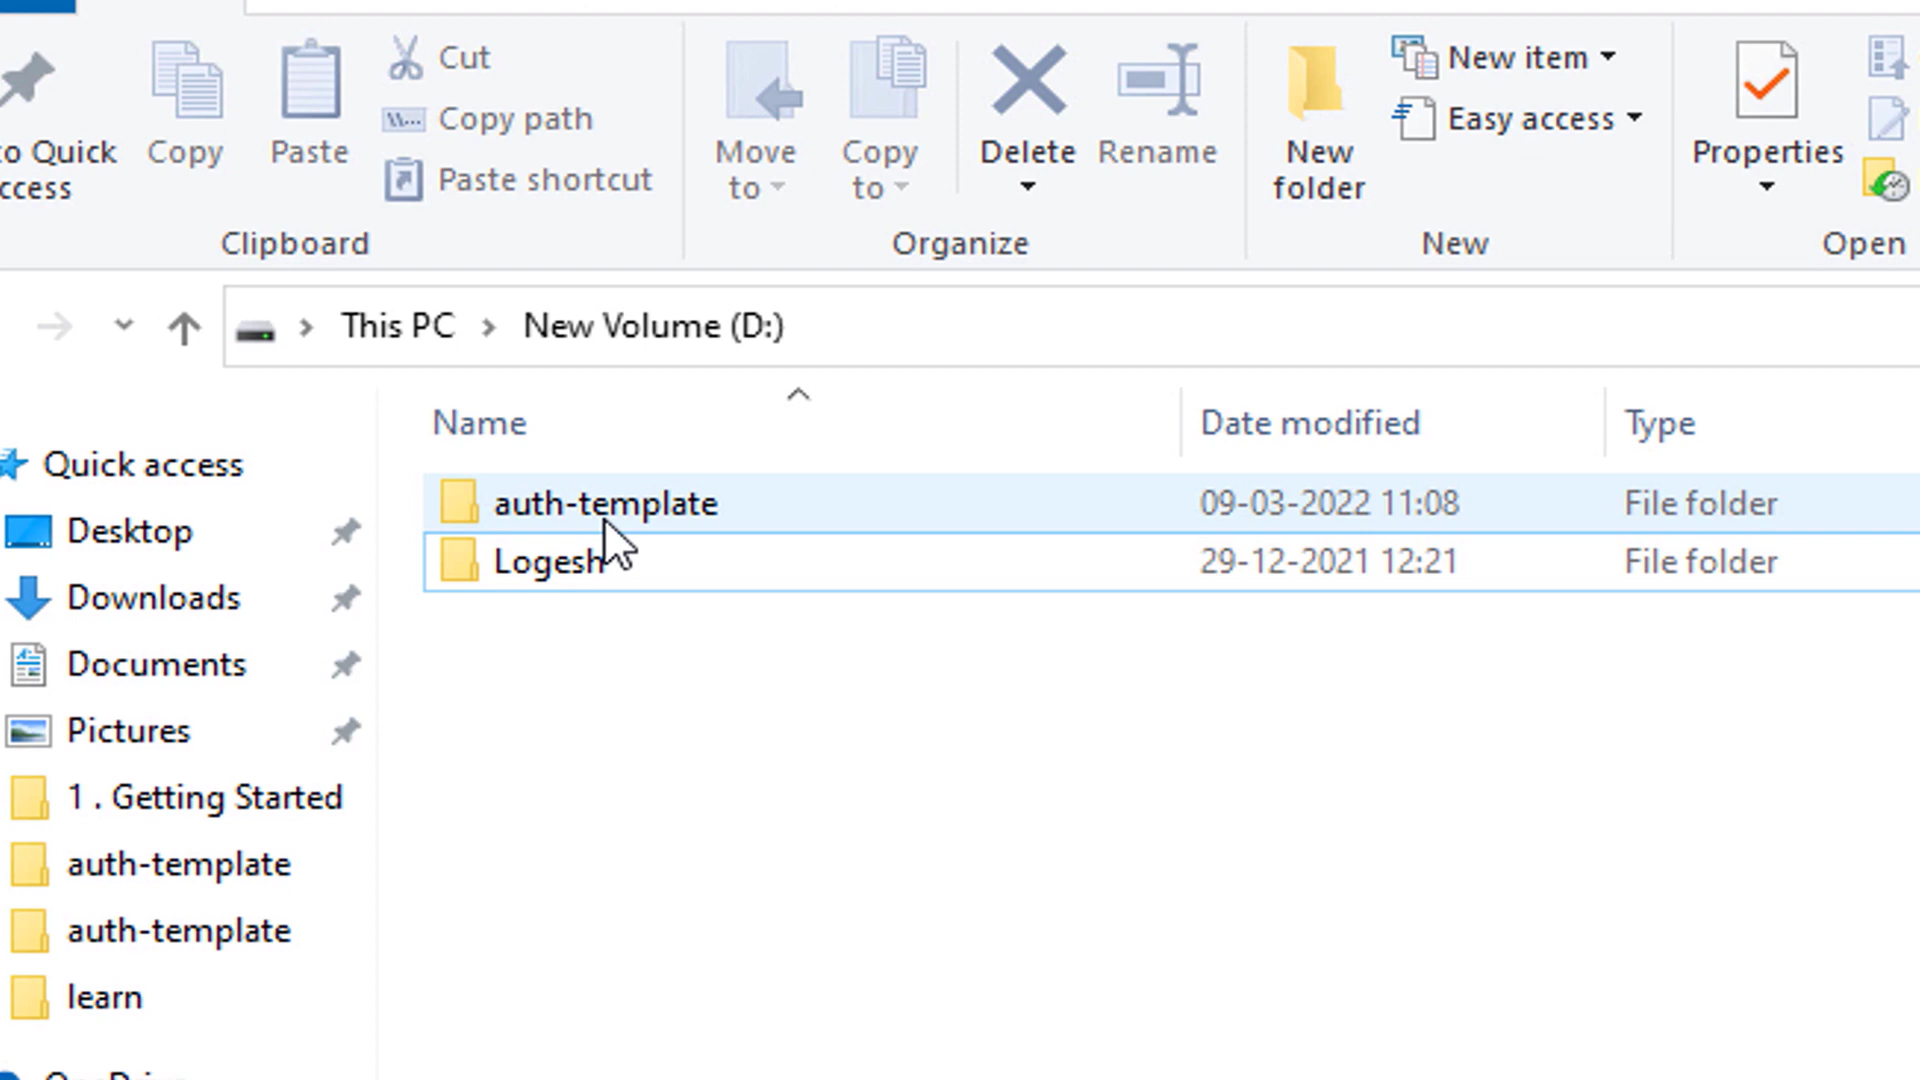 to Quick
ccess
Copy
Paste
Cut
Copy path
Paste shortcut
Clipboard
Move
to
Copy
to
Delete
Rename
Organize
New
folder
New item
Easy access
New
Properties
Open
This PC
New Volume (D:)
Name
Date modified
Type
auth-template
09-03-2022 11:08
File folder
Logesh
29-12-2021 12:21
File folder
Quick access
Desktop
Downloads
Documents
Pictures
1 . Getting Started
auth-template
auth-template
learn
OneDrive